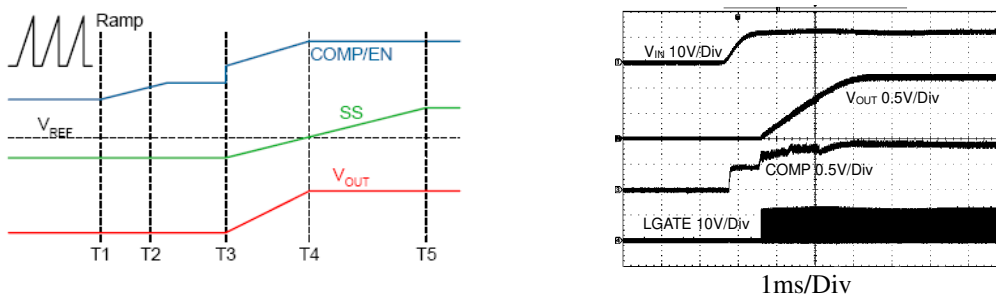 Ramp
COMP/EN
VREF
SS
VOUT
T1 T2 T3 T4 T5
VIN 10V/Div
VOUT 0.5V/Div
COMP 0.5V/Div
LGATE 10V/Div
1ms/Div